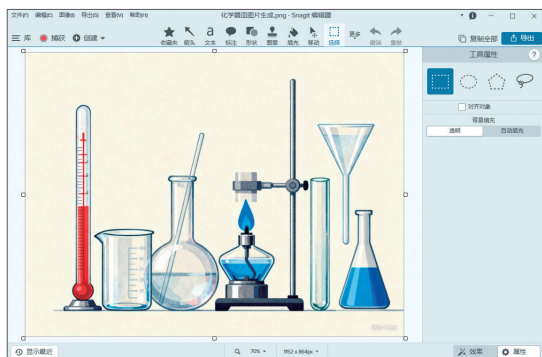 文件(F) 编辑(E) 图像(I) 导出(S) 查看(V) 帮助(H)
化学器皿图片生成.png - Snagit 编辑器
库 捕获 创建
收藏夹 箭头 文本 标注 形状 图章 填充 移动 选择 更多 撤消 重做
复制全部 导出
工具属性 ?
对齐对象
背景填充
透明 自动填充
显示最近 70% 1152 x 864px 效果 属性